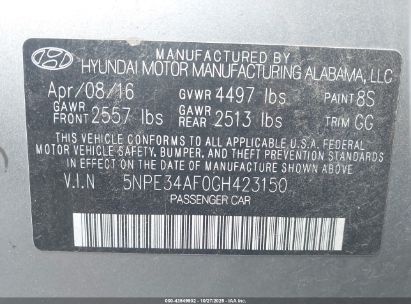 MANUFACTURED BY
HYUNDAI MOTOR MANUFACTURING ALABAMA, LLC
Apr/08/16 GVWR 4497 lbs PAINT 8S
GAWR FRONT 2557 lbs GAWR REAR 2513 lbs TRIM GG
THIS VEHICLE CONFORMS TO ALL APPLICABLE U.S.A. FEDERAL
MOTOR VEHICLE SAFETY, BUMPER, AND THEFT PREVENTION STANDARDS
IN EFFECT ON THE DATE OF MANUFACTURE SHOWN ABOVE.
V.I.N 5NPE34AF0GH423150
PASSENGER CAR